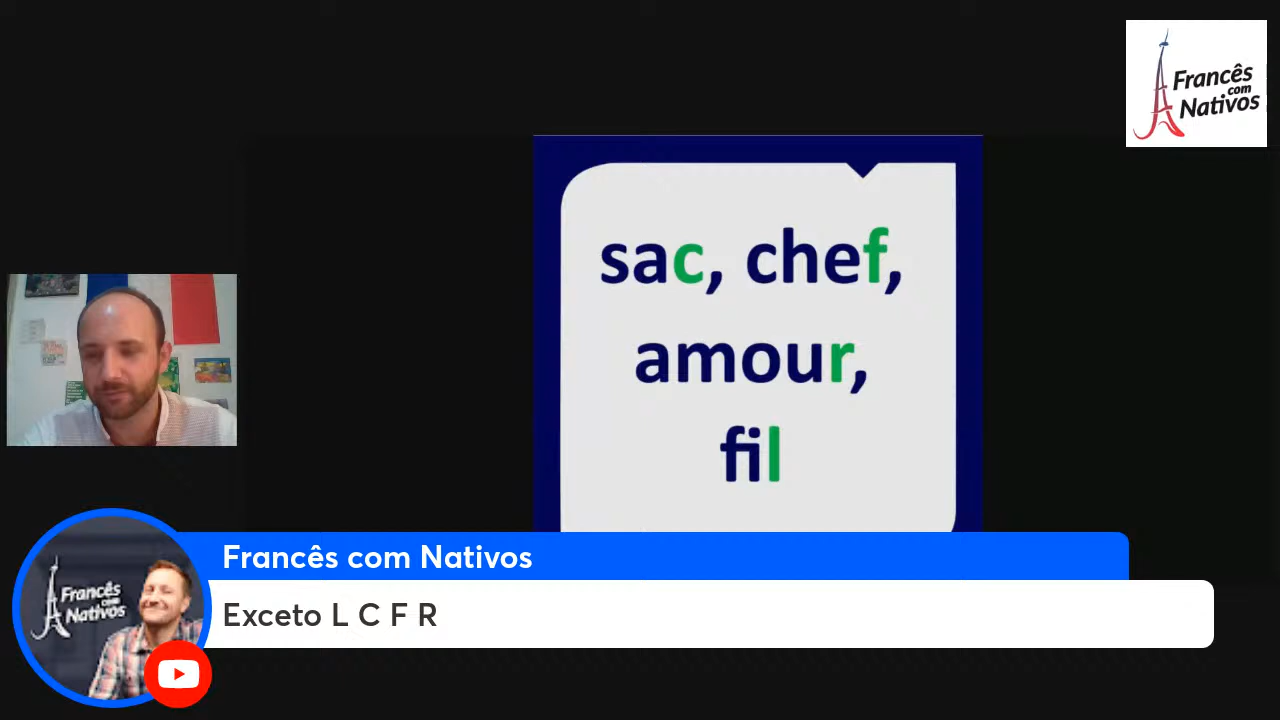 Francês
com
Nativos
sac, chef,
amour,
fil
Francês com Nativos
Exceto L C F R
Francês
com
Nativos